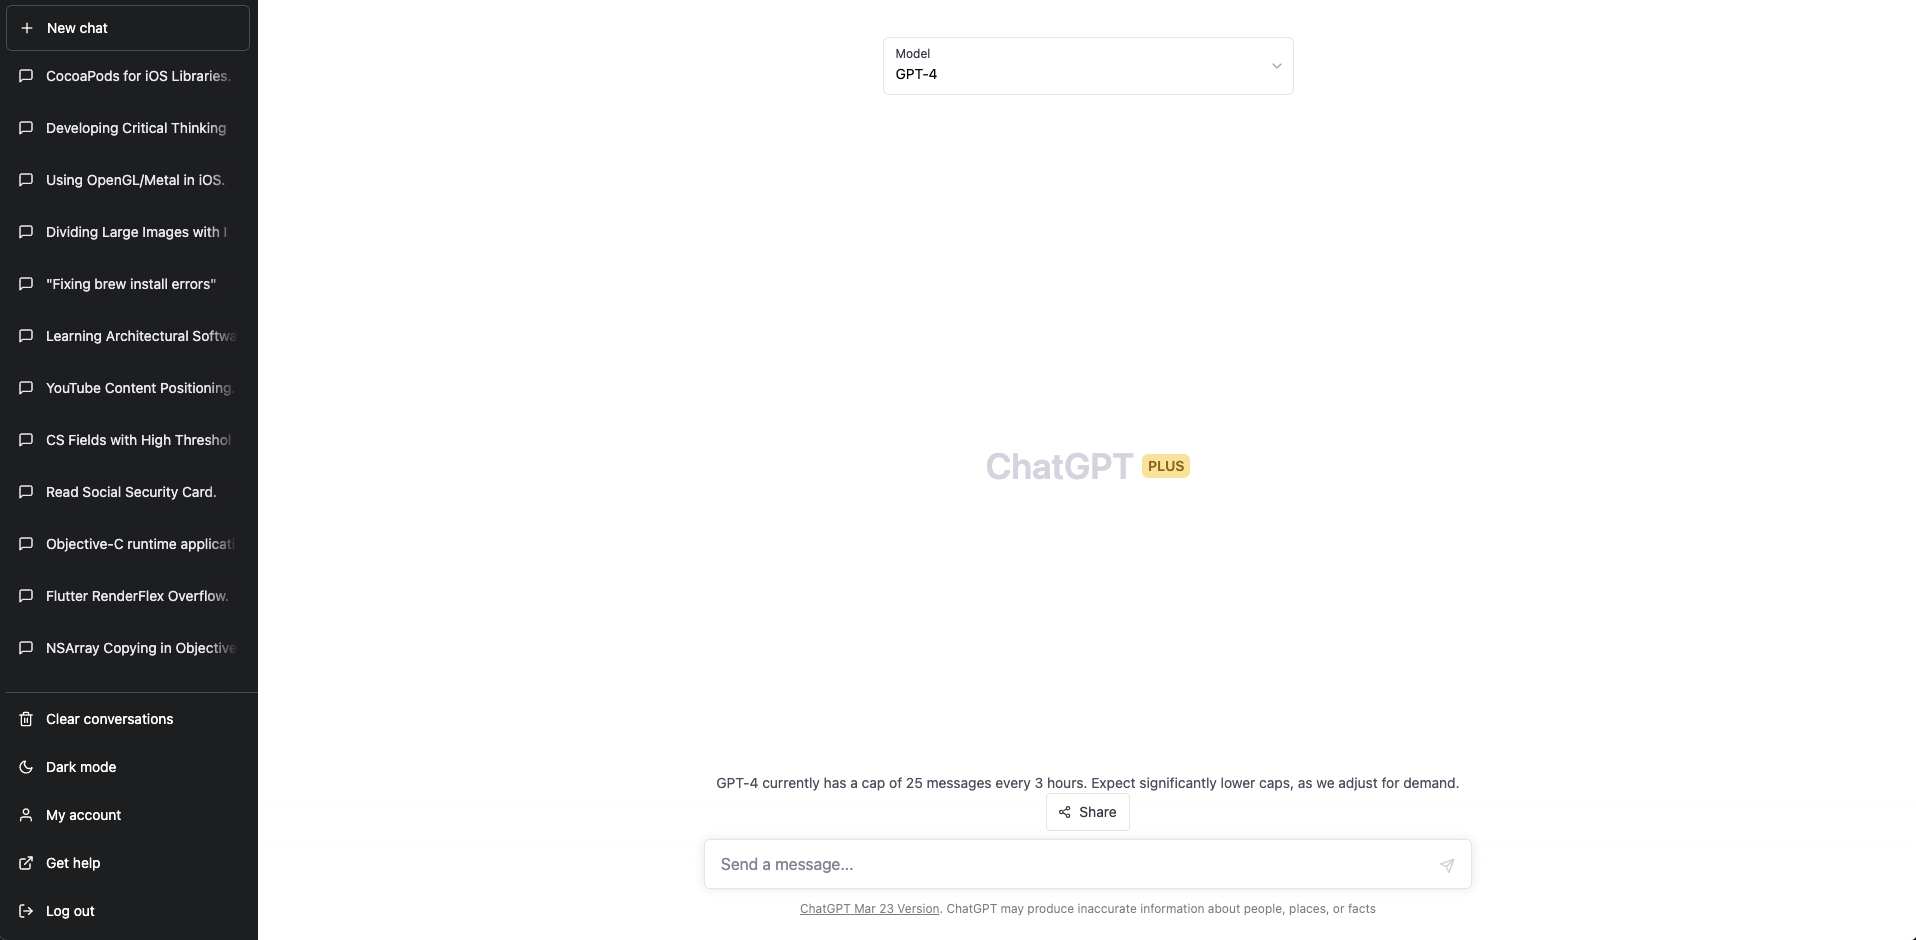 New chat
CocoaPods for iOS Libraries.
Developing Critical Thinking
Using OpenGL/Metal in iOS.
Dividing Large Images with
"Fixing brew install errors"
Learning Architectural Softwa
YouTube Content Positioning.
CS Fields with High Threshol
Read Social Security Card.
Objective-C runtime applicati
Flutter RenderFlex Overflow.
NSArray Copying in Objective
Clear conversations
Dark mode
My account
Get help
Log out
Model
GPT-4
ChatGPT PLUS
GPT-4 currently has a cap of 25 messages every 3 hours. Expect significantly lower caps, as we adjust for demand.
Share
Send a message...
ChatGPT Mar 23 Version. ChatGPT may produce inaccurate information about people, places, or facts